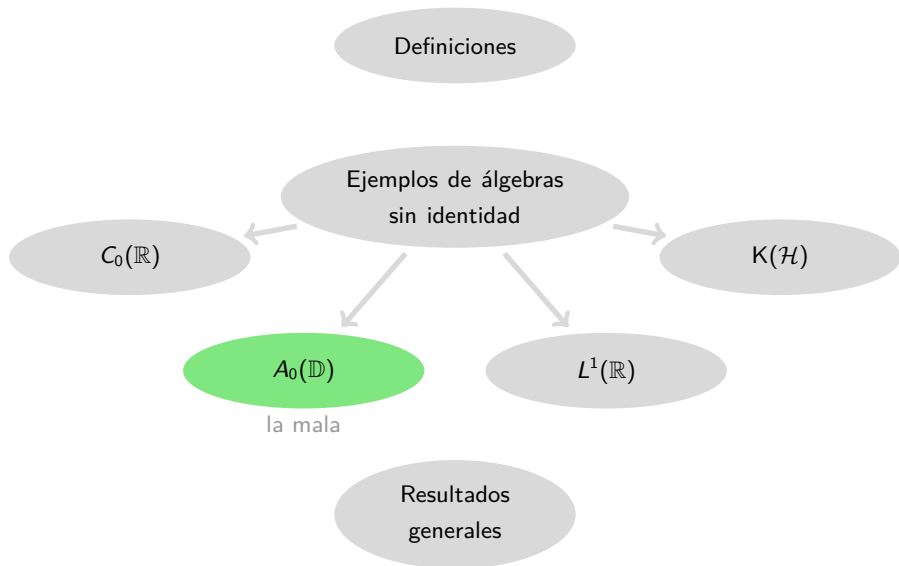 Definiciones
Ejemplos de álgebras
sin identidad
C₀(ℝ)
K(ℋ)
A₀(𝔻)
L¹(ℝ)
la mala
Resultados
generales